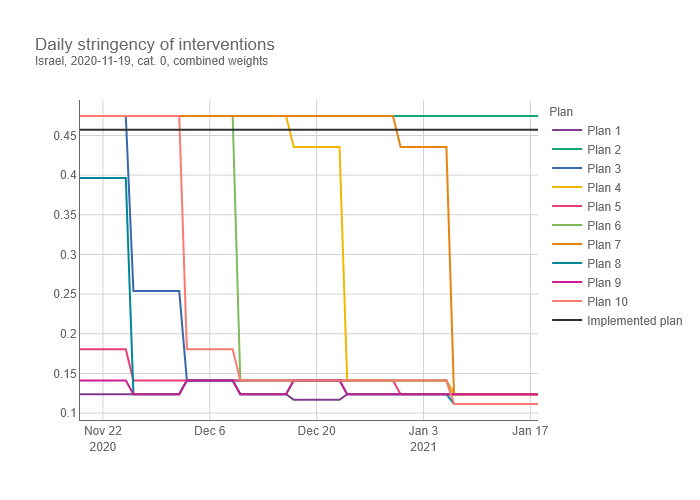 Daily stringency of interventions
Israel, 2020-11-19, cat. 0, combined weights
Plan
Plan 1
Plan 2
Plan 3
Plan 4
Plan 5
Plan 6
Plan 7
Plan 8
Plan 9
Plan 10
Implemented plan
0.45
0.4
0.35
0.3
0.25
0.2
0.15
0.1
Nov 22 Dec 6 Dec 20 Jan 3 Jan 17
2020 2021